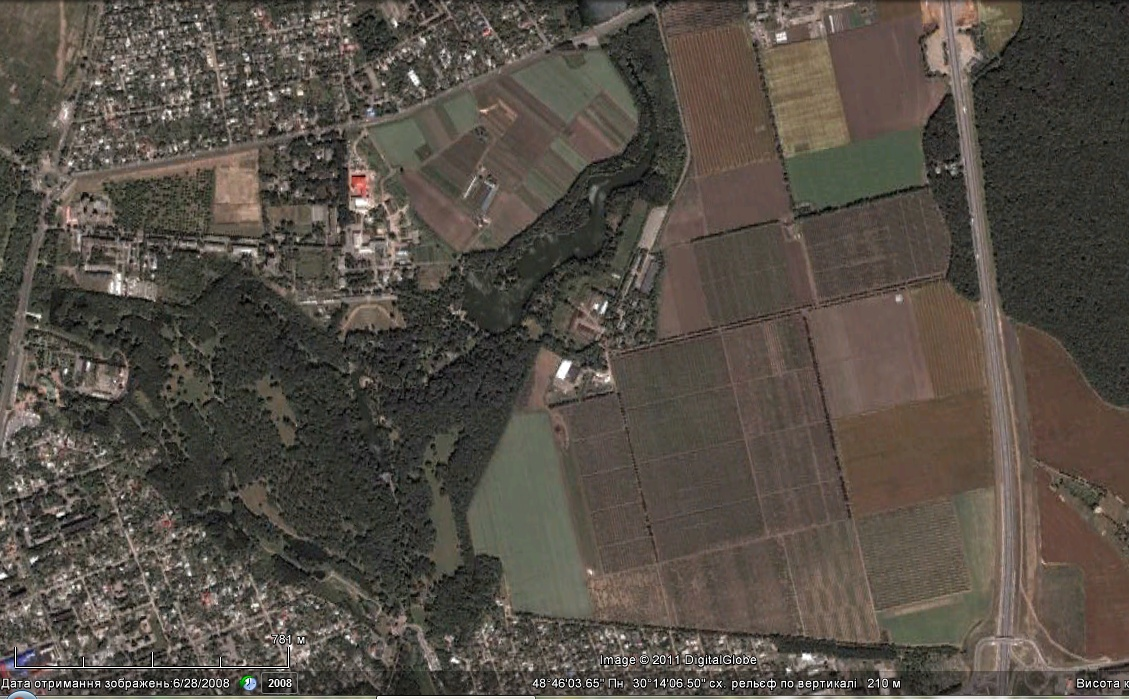 781 м
Image © 2011 DigitalGlobe
Дата отримання зображень:6/28/2008 2008 48°46'03.65" Пн 30°14'06.50" сх. рельєф по вертикалі 210 м Висота